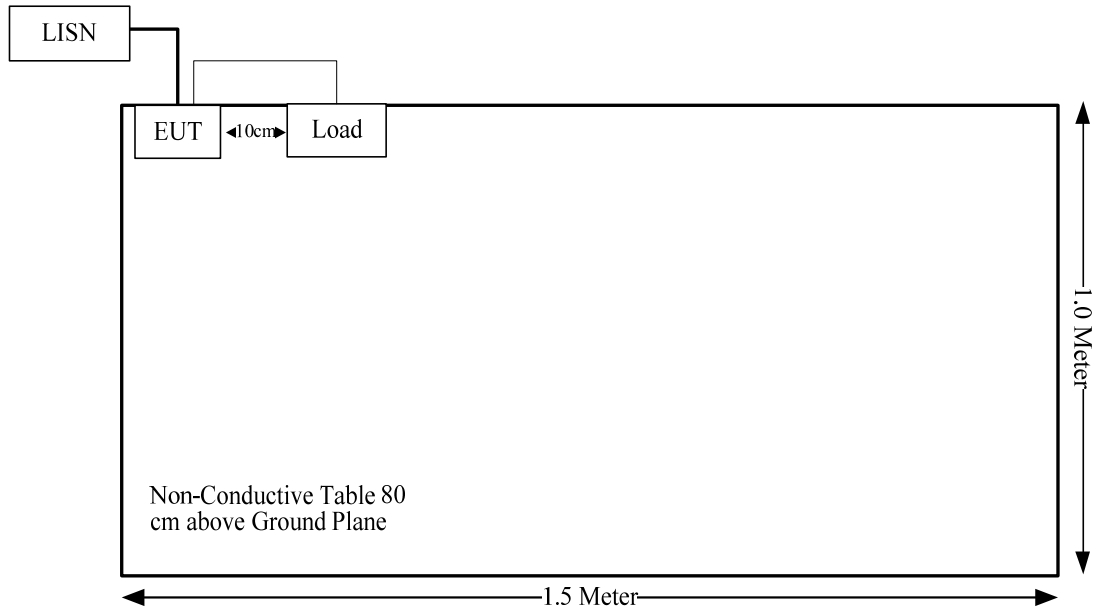 LISN
EUT
10cm
Load
1.0 Meter
Non-Conductive Table 80
cm above Ground Plane
1.5 Meter